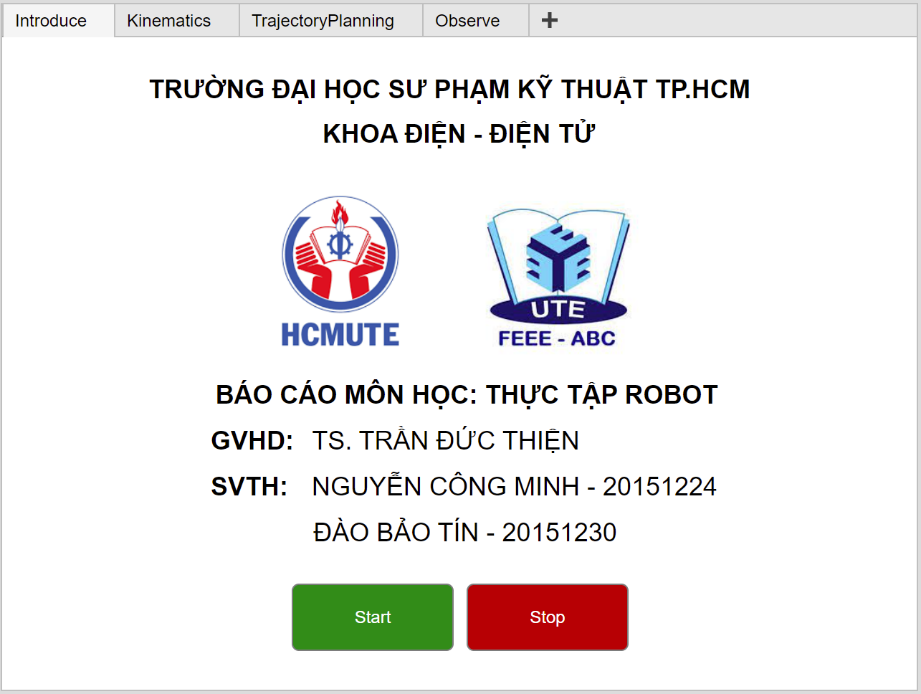 Introduce Kinematics TrajectoryPlanning Observe +
TRƯỜNG ĐẠI HỌC SƯ PHẠM KỸ THUẬT TP.HCM
KHOA ĐIỆN - ĐIỆN TỬ
HCMUTE
UTE
FEEE - ABC
BÁO CÁO MÔN HỌC: THỰC TẬP ROBOT
GVHD: TS. TRẦN ĐỨC THIỆN
SVTH: NGUYỄN CÔNG MINH - 20151224
ĐÀO BẢO TÍN - 20151230
Start Stop